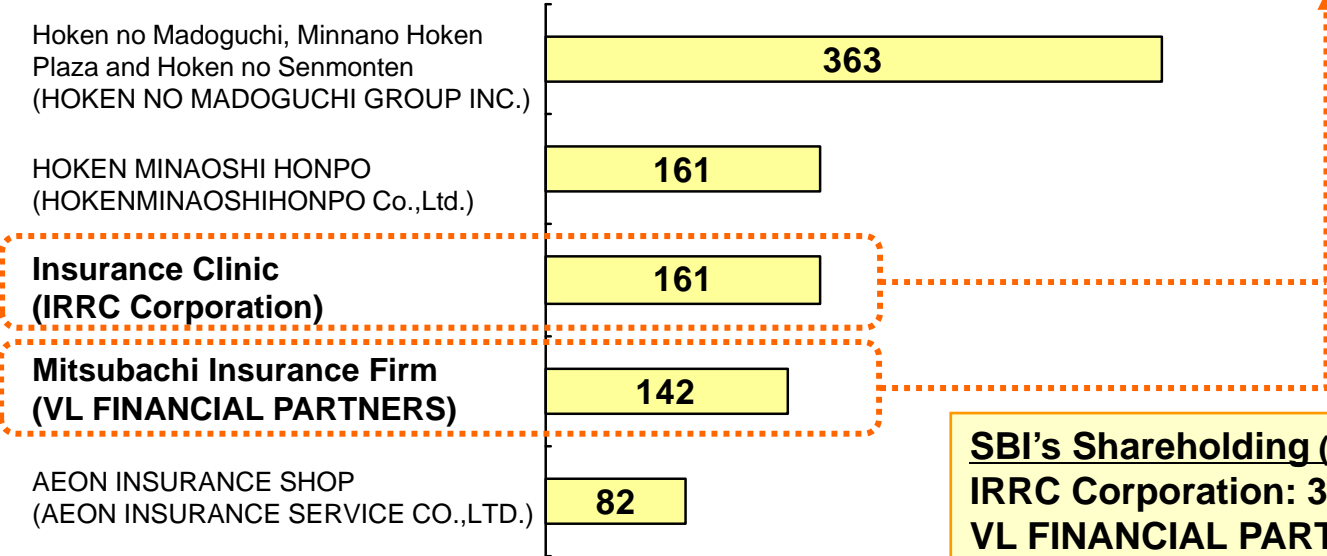 Hoken no Madoguchi, Minnano Hoken
Plaza and Hoken no Senmonten
(HOKEN NO MADOGUCHI GROUP INC.)
363
HOKEN MINAOSHI HONPO
(HOKENMINAOSHIHONPO Co.,Ltd.)
161
Insurance Clinic
(IRRC Corporation)
161
Mitsubachi Insurance Firm
(VL FINANCIAL PARTNERS)
142
AEON INSURANCE SHOP
(AEON INSURANCE SERVICE CO.,LTD.)
82
SBI's Shareholding (
IRRC Corporation: 3
VL FINANCIAL PART